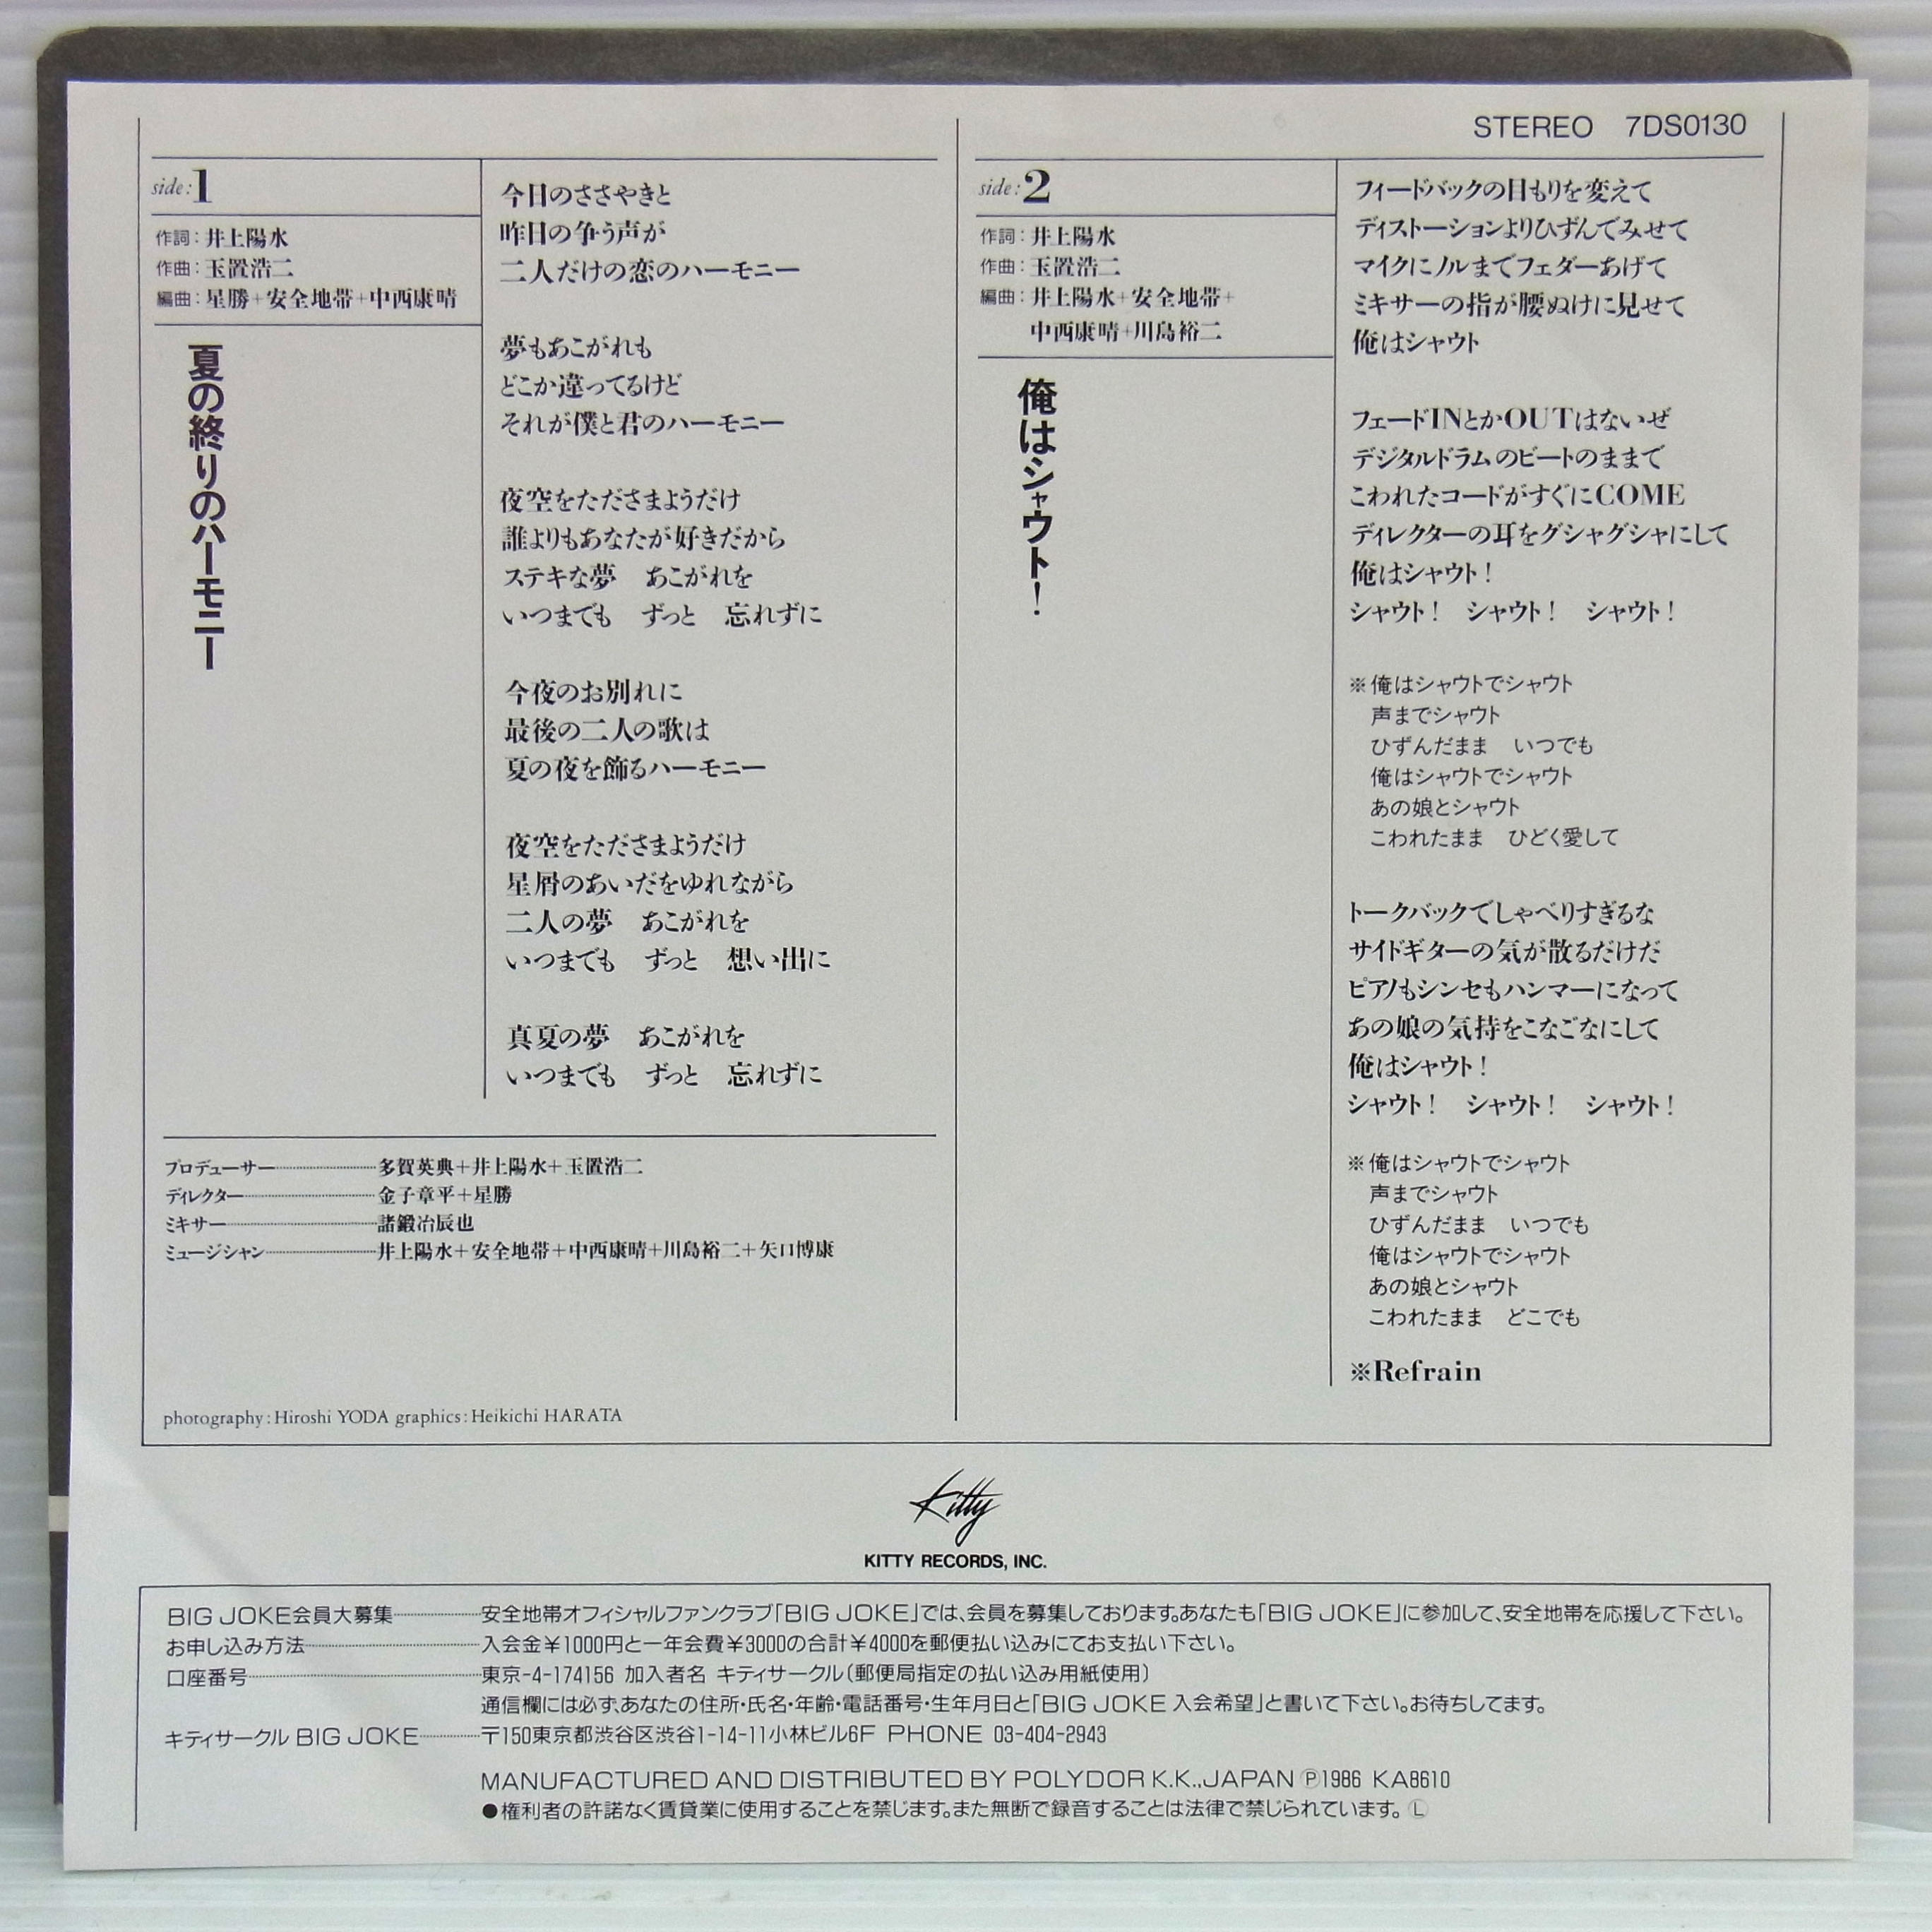 STEREO 7DS0130
side:1
作詞:井上陽水
作曲:玉置浩二
編曲:星勝+安全地帯+中西康晴
夏の終りのハーモニー
今日のささやきと
昨日の争う声が
二人だけの恋のハーモニー
夢もあこがれも
どこか違ってるけど
それが僕と君のハーモニー
夜空をたださまようだけ
誰よりもあなたが好きだから
ステキな夢 あこがれを
いつまでも ずっと 忘れずに
今夜のお別れに
最後の二人の歌は
夏の夜を飾るハーモニー
夜空をたださまようだけ
星屑のあいだをゆれながら
二人の夢 あこがれを
いつまでも ずっと 想い出に
真夏の夢 あこがれを
いつまでも ずっと 忘れずに
プロデューサー 多賀英典+井上陽水+玉置浩二
ディレクター 金子章平+星勝
ミキサー 諸鍛冶辰也
ミュージシャン 井上陽水+安全地帯+中西康晴+川島裕二+矢口博康
photography:Hiroshi YODA graphics:Heikichi HARATA
side:2
作詞:井上陽水
作曲:玉置浩二
編曲:井上陽水+安全地帯+
中西康晴+川島裕二
俺はシャウト!
フィードバックの目もりを変えて
ディストーションよりひずんでみせて
マイクにノルまでフェダーあげて
ミキサーの指が腰ぬけに見せて
俺はシャウト
フェードINとかOUTはないぜ
デジタルドラムのビートのままで
こわれたコードがすぐにCOME
ディレクターの耳をグシャグシャにして
俺はシャウト!
シャウト! シャウト! シャウト!
※俺はシャウトでシャウト
声までシャウト
ひずんだまま いつでも
俺はシャウトでシャウト
あの娘とシャウト
こわれたまま ひどく愛して
トークバックでしゃべりすぎるな
サイドギターの気が散るだけだ
ピアノもシンセもハンマーになって
あの娘の気持をこなごなにして
俺はシャウト!
シャウト! シャウト! シャウト!
※俺はシャウトでシャウト
声までシャウト
ひずんだまま いつでも
俺はシャウトでシャウト
あの娘とシャウト
こわれたまま どこでも
※Refrain
Kitty
KITTY RECORDS, INC.
BIG JOKE会員大募集 安全地帯オフィシャルファンクラブ「BIG JOKE」では、会員を募集しております。あなたも「BIG JOKE」に参加して、安全地帯を応援して下さい。
お申し込み方法 入会金¥1000円と一年会費¥3000の合計¥4000を郵便払い込みにてお支払い下さい。
口座番号 東京-4-174156 加入者名 キティサークル(郵便局指定の払い込み用紙使用)
通信欄には必ず、あなたの住所・氏名・年齢・電話番号・生年月日と「BIG JOKE 入会希望」と書いて下さい。お待ちしてます。
キティサークル BIG JOKE 〒150東京都渋谷区渋谷1-14-11小林ビル6F PHONE 03-404-2943
MANUFACTURED AND DISTRIBUTED BY POLYDOR K.K.,JAPAN Ⓟ1986 KA8610
●権利者の許諾なく賃貸業に使用することを禁じます。また無断で録音することは法律で禁じられています。Ⓛ